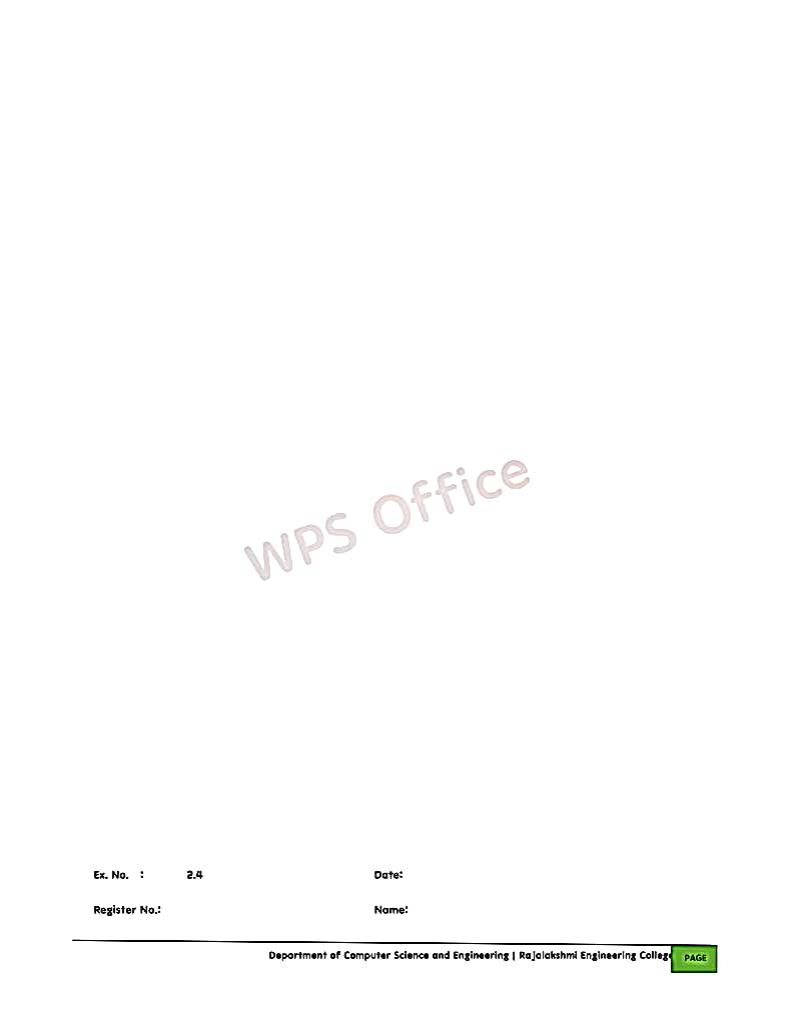 WPS Office
Ex. No. : 2.4 Date:
Register No.: Name:
Department of Computer Science and Engineering | Rajalakshmi Engineering College
PAGE